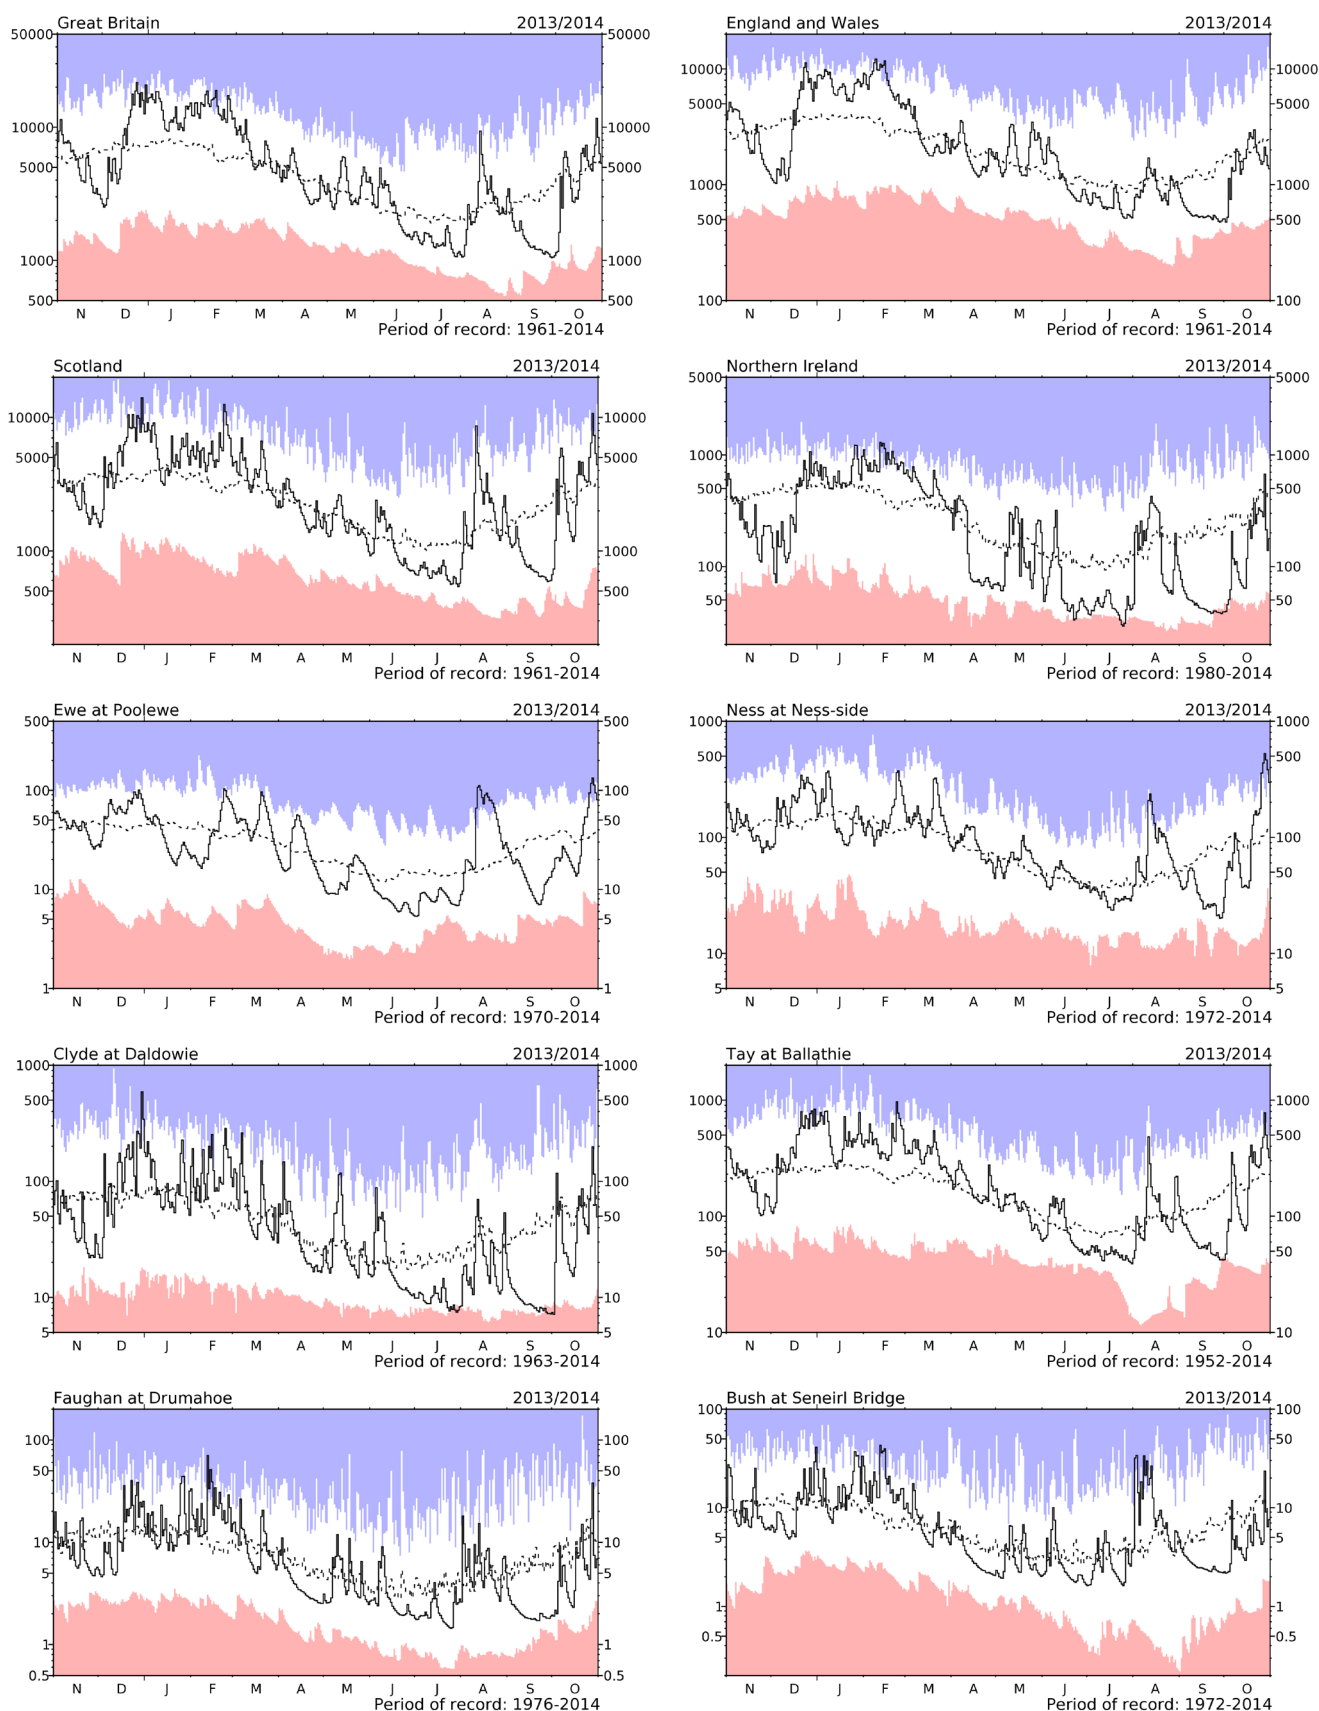 Great Britain 2013/2014
50000 50000
10000 10000
5000 5000
1000 1000
500 500
N D J F M A M J J A S O
Period of record: 1961-2014
England and Wales 2013/2014
10000 10000
5000 5000
1000 1000
500 500
100 100
N D J F M A M J J A S O
Period of record: 1961-2014
Scotland 2013/2014
10000 10000
5000 5000
1000 1000
500 500
N D J F M A M J J A S O
Period of record: 1961-2014
Northern Ireland 2013/2014
5000 5000
1000 1000
500 500
100 100
50 50
N D J F M A M J J A S O
Period of record: 1980-2014
Ewe at Poolewe 2013/2014
500 500
100 100
50 50
10 10
5 5
1 1
N D J F M A M J J A S O
Period of record: 1970-2014
Ness at Ness-side 2013/2014
1000 1000
500 500
100 100
50 50
10 10
5 5
N D J F M A M J J A S O
Period of record: 1972-2014
Clyde at Daldowie 2013/2014
1000 1000
500 500
100 100
50 50
10 10
5 5
N D J F M A M J J A S O
Period of record: 1963-2014
Tay at Ballathie 2013/2014
1000 1000
500 500
100 100
50 50
10 10
N D J F M A M J J A S O
Period of record: 1952-2014
Faughan at Drumahoe 2013/2014
100 100
50 50
10 10
5 5
1 1
0.5 0.5
N D J F M A M J J A S O
Period of record: 1976-2014
Bush at Seneirl Bridge 2013/2014
100 100
50 50
10 10
5 5
1 1
0.5 0.5
N D J F M A M J J A S O
Period of record: 1972-2014